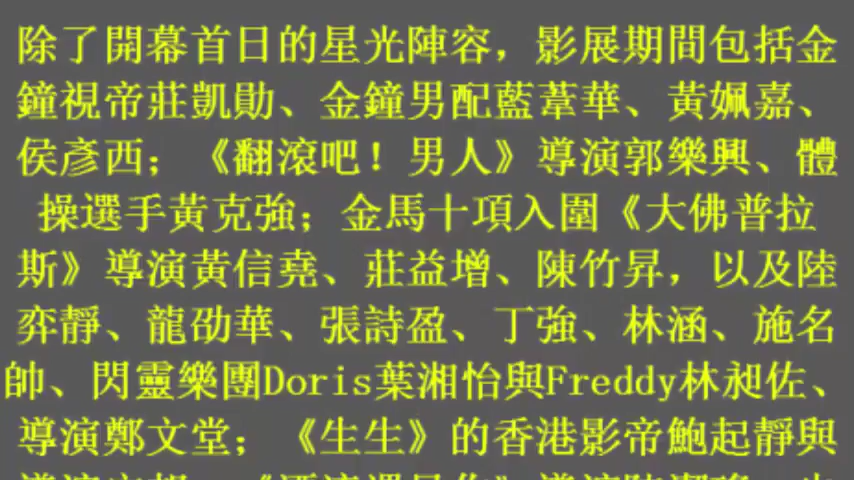 除了開幕首日的星光陣容，影展期間包括金
鐘視帝莊凱勛、金鐘男配藍葦華、黃姵嘉、
侯彥西；《翻滾吧！男人》導演郭樂興、體
操選手黃克強；金馬十項入圍《大佛普拉
斯》導演黃信堯、莊益增、陳竹昇，以及陸
弈靜、龍劭華、張詩盈、丁強、林涵、施名
帥、閃靈樂團Doris葉湘怡與Freddy林昶佐、
導演鄭文堂；《生生》的香港影帝鮑起靜與